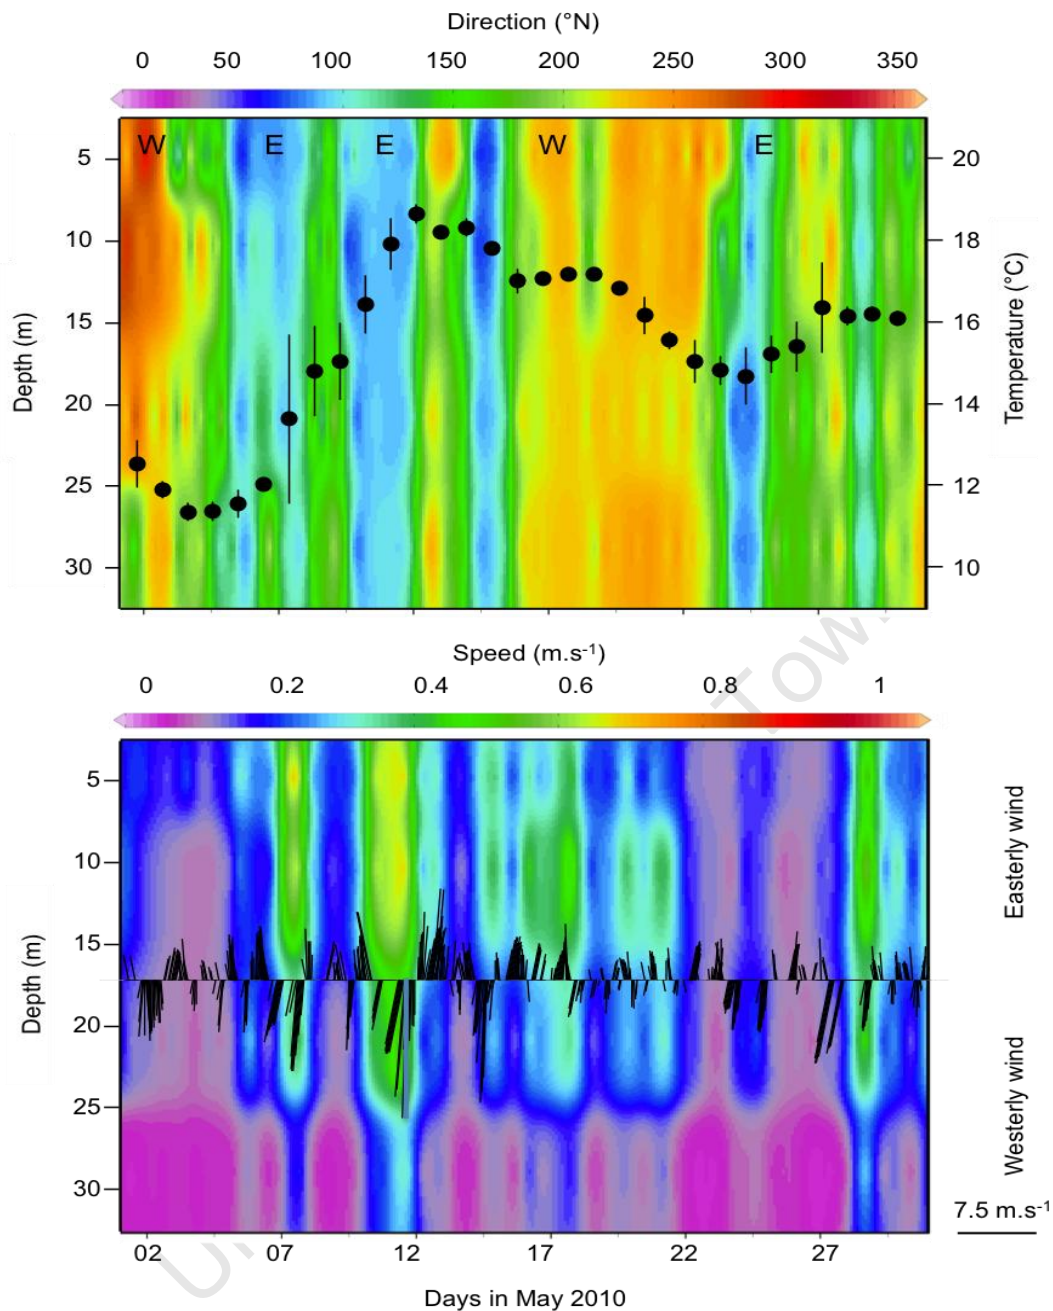 Direction (°N)
0 50 100 150 200 250 300 350
W E E W E
5 20
10 18
15 16
20 14
25 12
30 10
Depth (m)
Temperature (°C)
Speed (m.s-1)
0 0.2 0.4 0.6 0.8 1
5
10
15
20
25
30
Depth (m)
Easterly wind
Westerly wind
7.5 m.s-1
02 07 12 17 22 27
Days in May 2010
Town